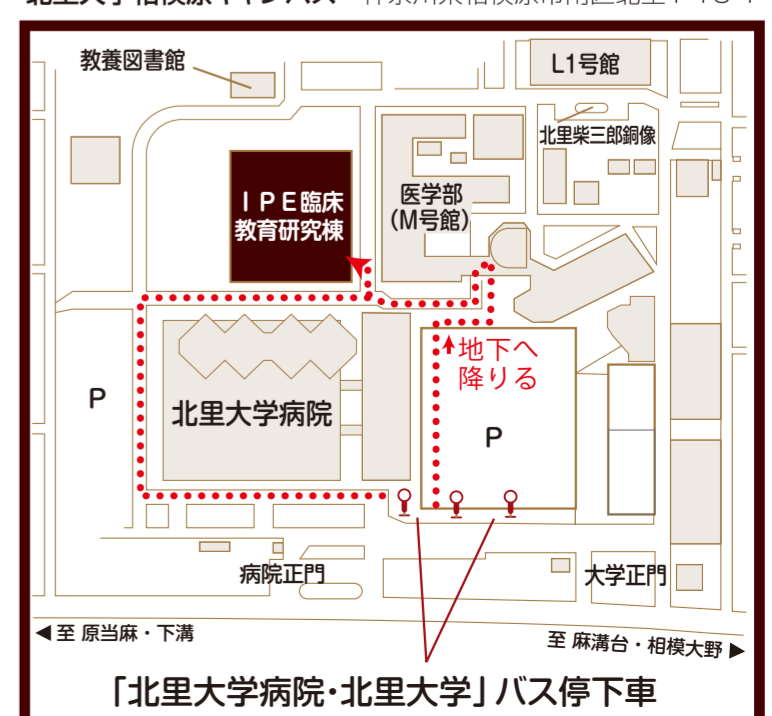 教養図書館
L1号館
北里柴三郎銅像
IPE臨床
教育研究棟
医学部
(M号館)
地下へ
降りる
P
北里大学病院
P
病院正門
大学正門
◀至 原当麻・下溝
至 麻溝台・相模大野▶
「北里大学病院・北里大学」バス停下車